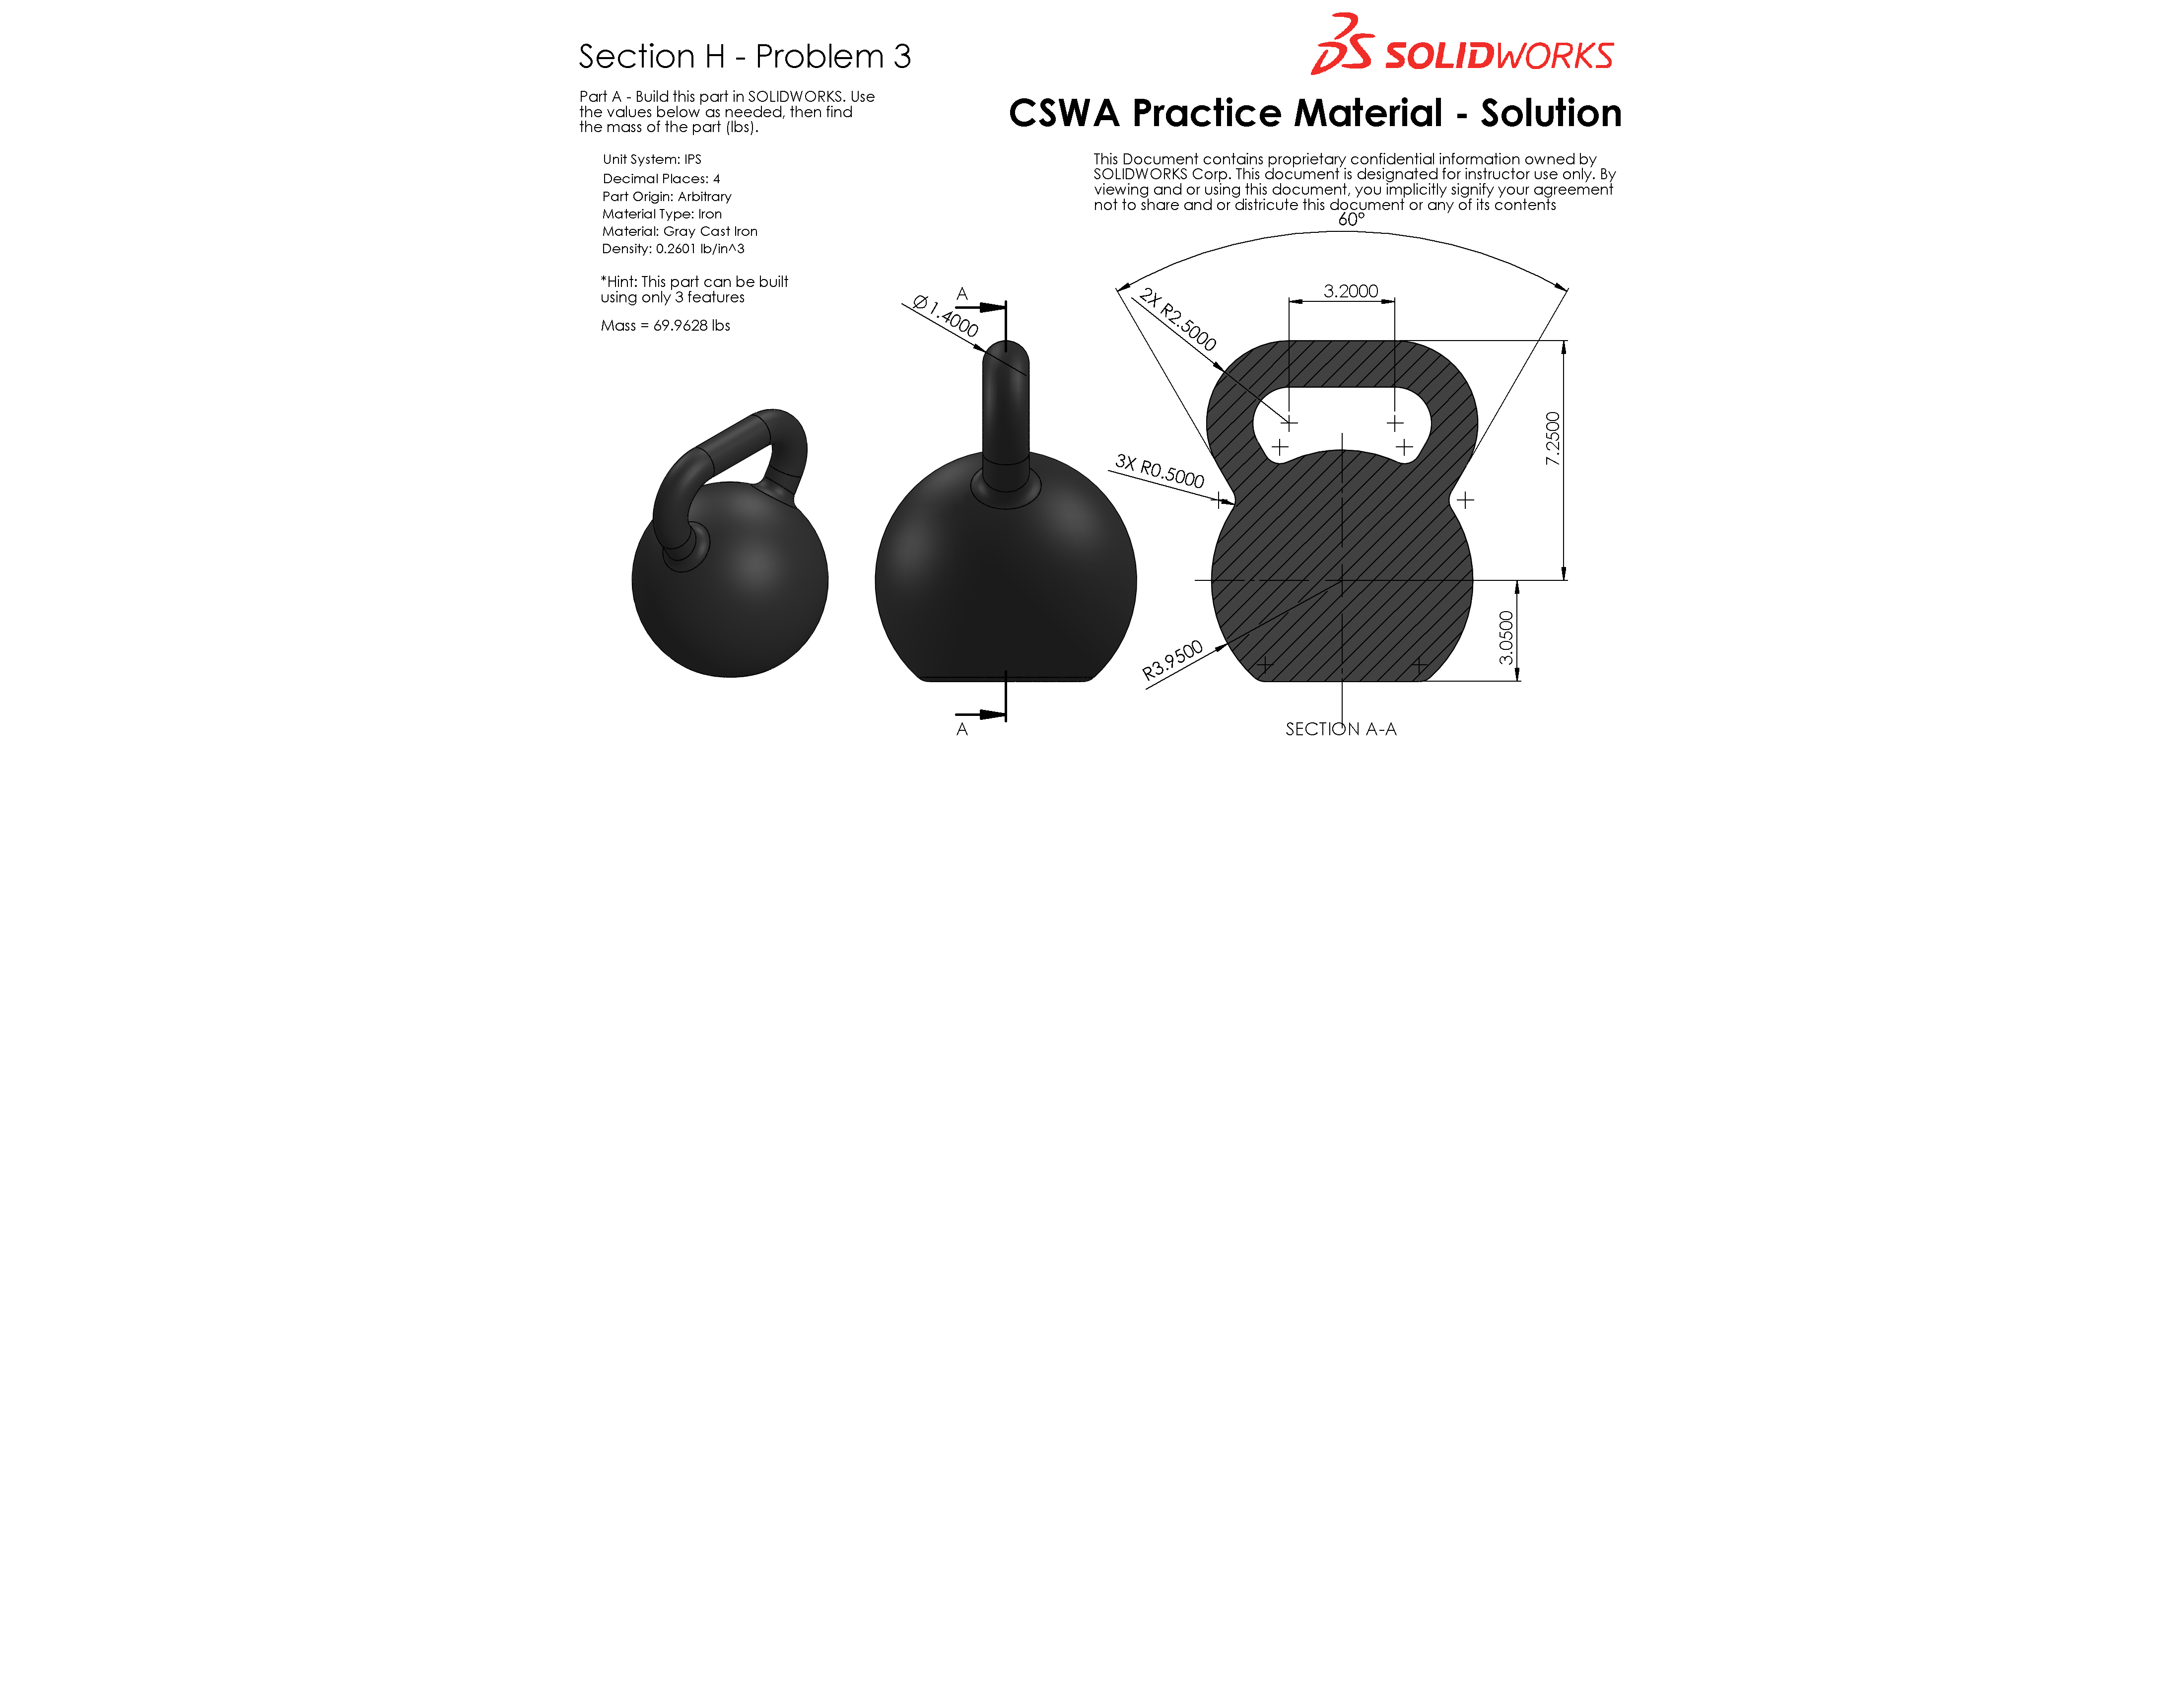 Section H - Problem 3
SOLIDWORKS
Part A - Build this part in SOLIDWORKS. Use
the values below as needed, then find
the mass of the part (lbs).
CSWA Practice Material - Solution
Unit System: IPS
Decimal Places: 4
Part Origin: Arbitrary
Material Type: Iron
Material: Gray Cast Iron
Density: 0.2601 lb/in^3
This Document contains proprietary confidential information owned by
SOLIDWORKS Corp. This document is designated for instructor use only. By
viewing and or using this document, you implicitly signify your agreement
not to share and or districute this document or any of its contents
*Hint: This part can be built
using only 3 features
Mass = 69.9628 lbs
60°
A
Ø 1.4000
2X R2.5000
3.2000
7.2500
3X R0.5000
3.0500
R3.9500
A
SECTION A-A